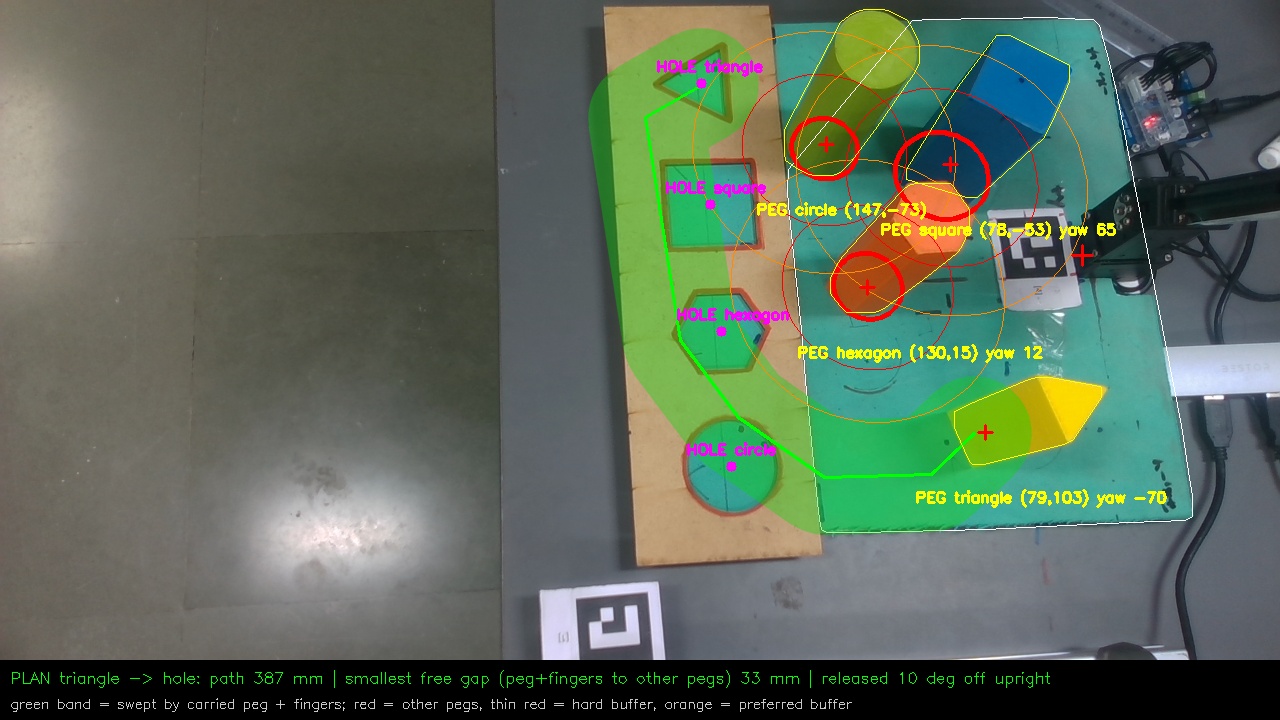 HOLE triangle
HOLE square
PEG circle (147,-73)
PEG square (78,-53) yaw 65
HOLE hexagon
PEG hexagon (130,15) yaw 12
HOLE circle
PEG triangle (79,103) yaw -70
PLAN triangle -> hole: path 387 mm | smallest free gap (peg+fingers to other pegs) 33 mm | released 10 deg off upright
green band = swept by carried peg + fingers; red = other pegs, thin red = hard buffer, orange = preferred buffer